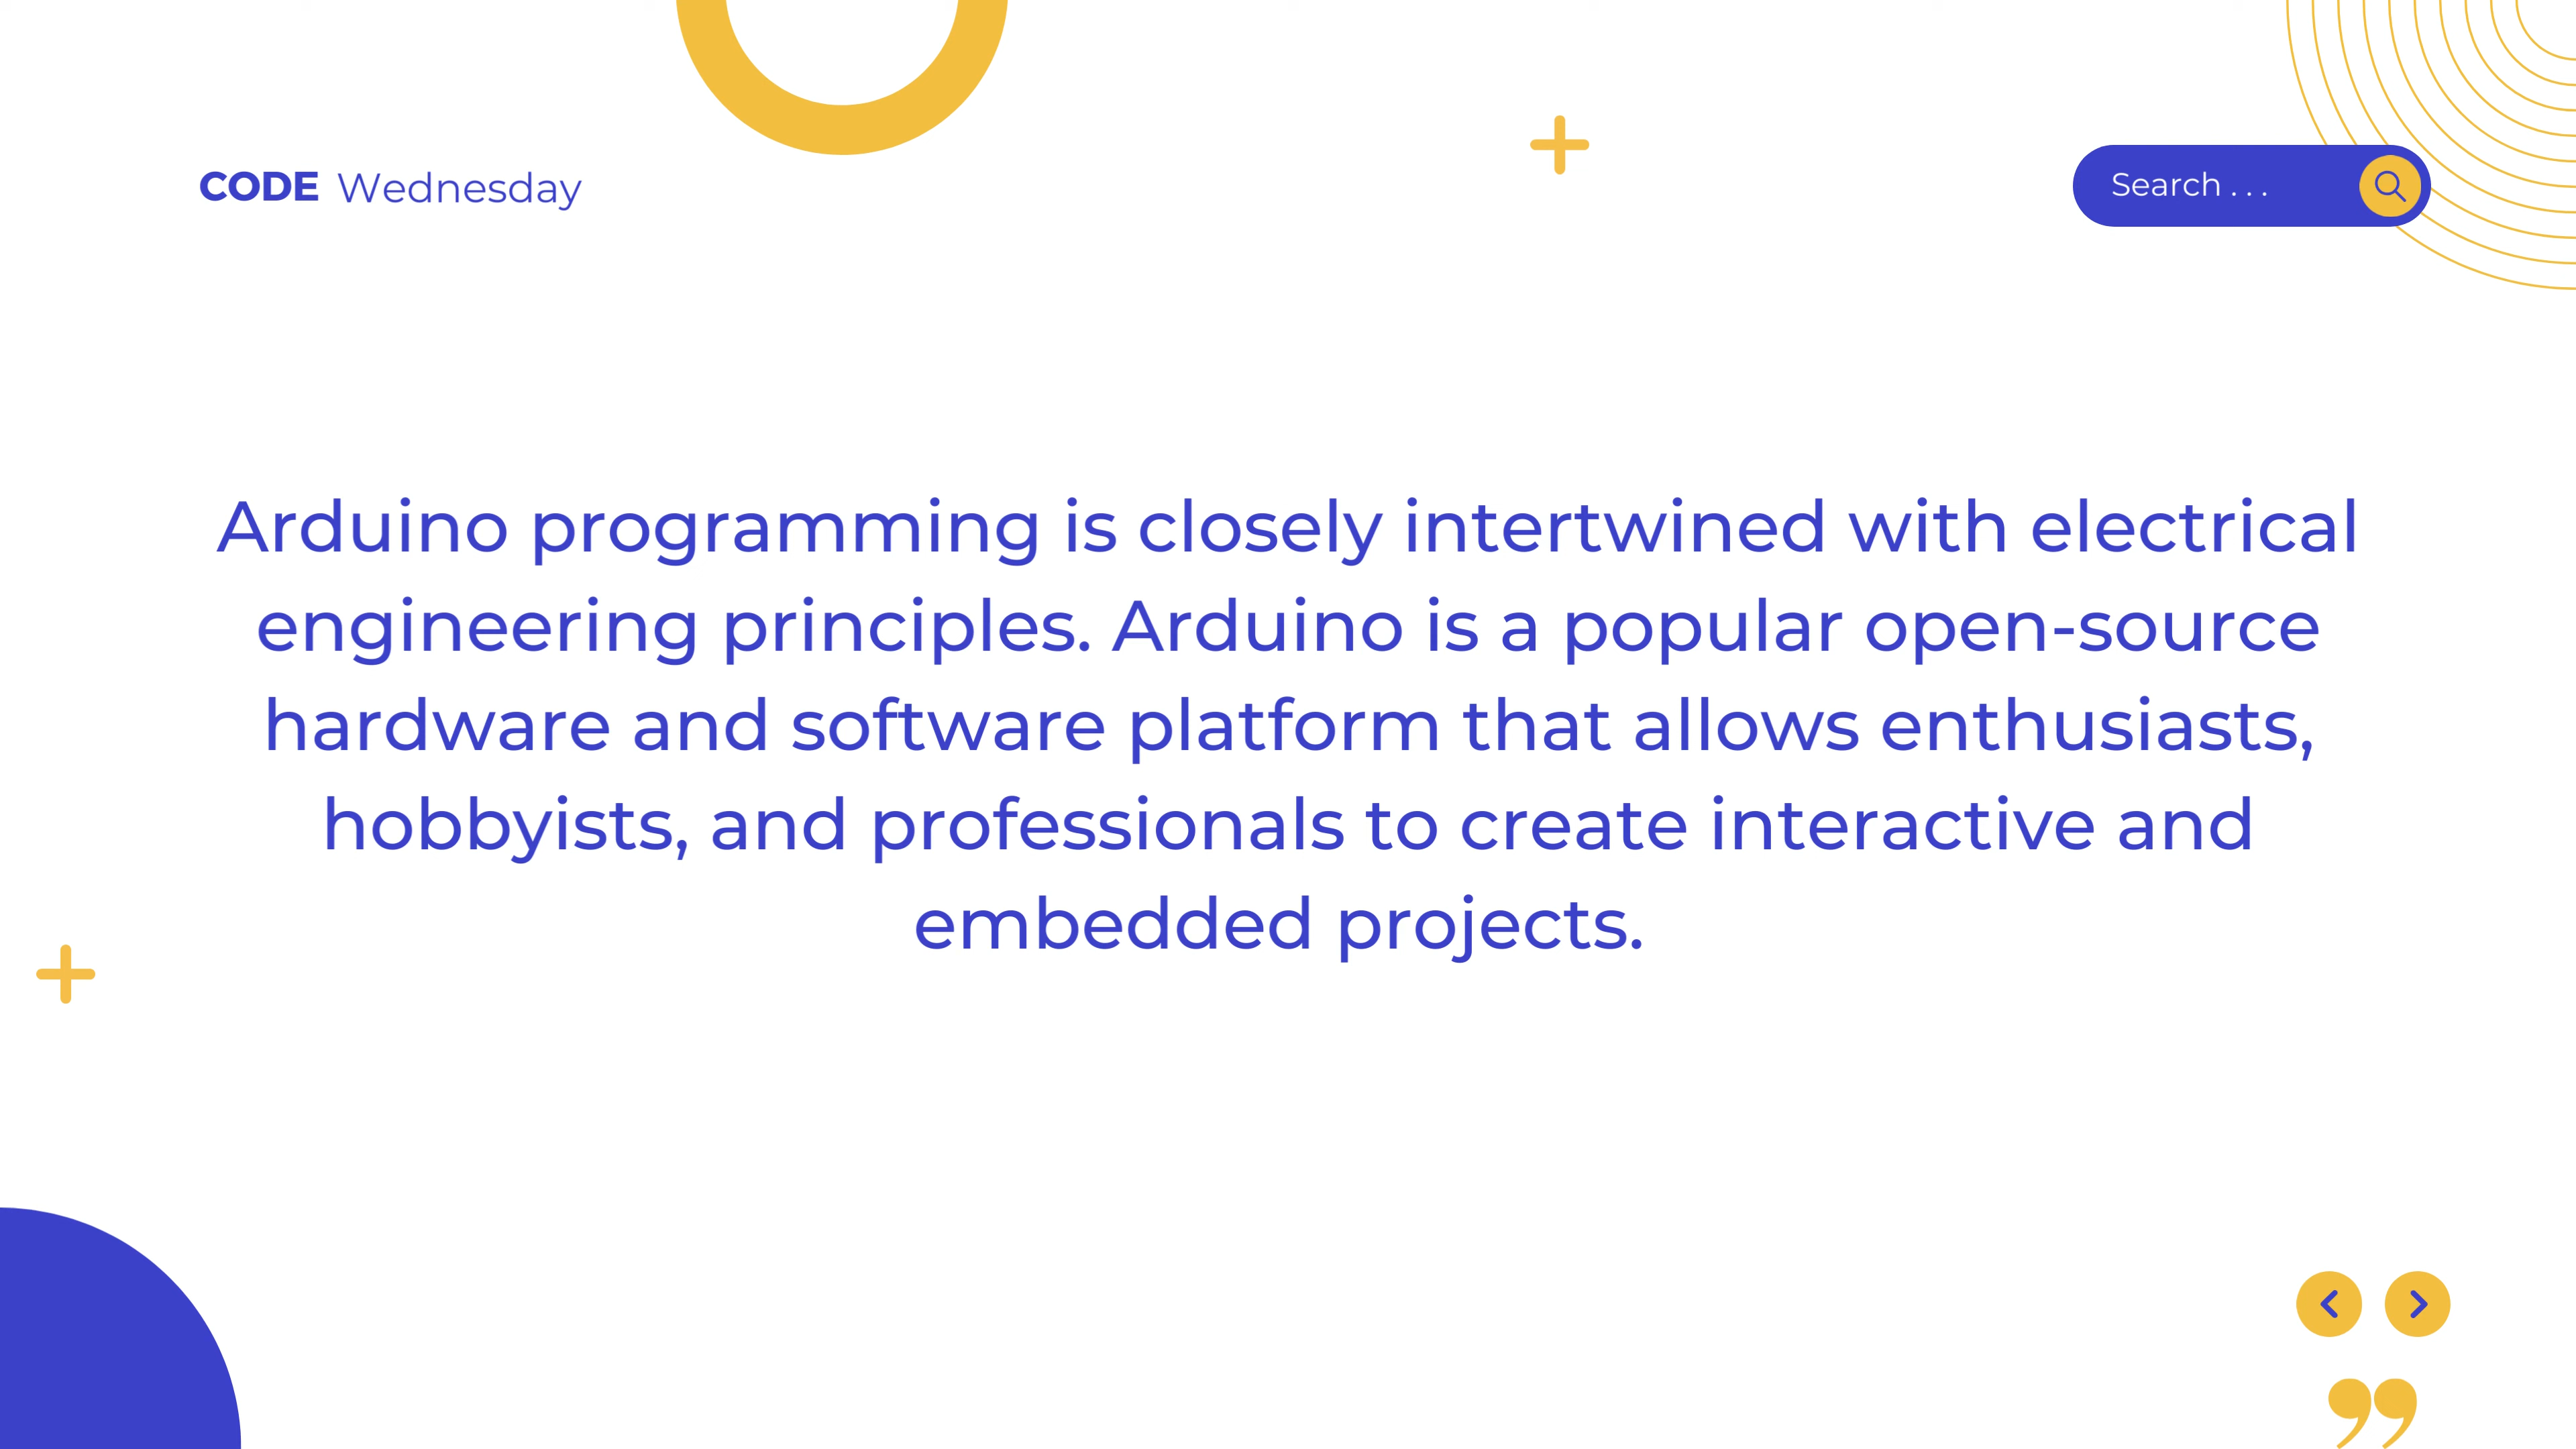 CODE Wednesday
Search . . .
Arduino programming is closely intertwined with electrical
engineering principles. Arduino is a popular open-source
hardware and software platform that allows enthusiasts,
hobbyists, and professionals to create interactive and
embedded projects.
”